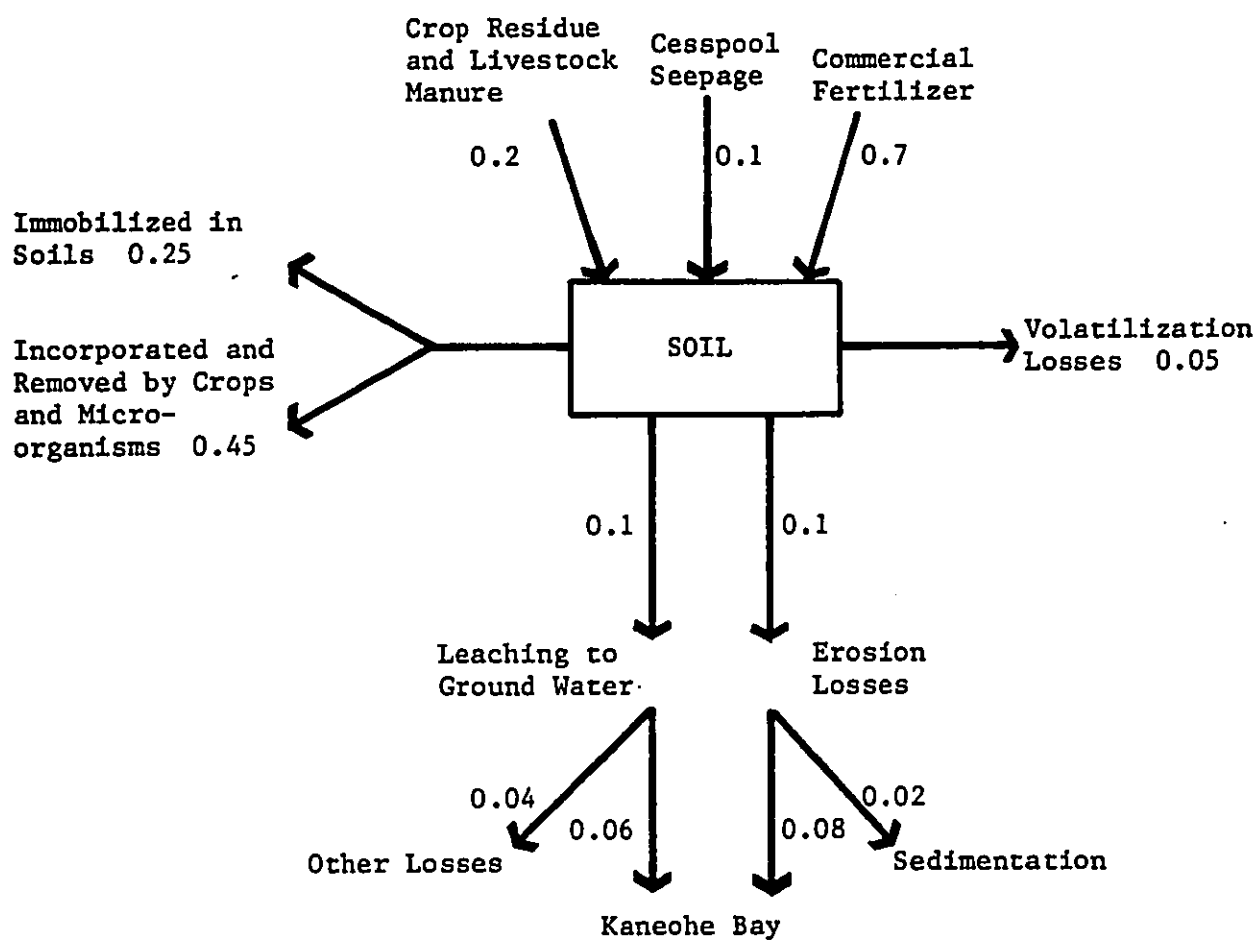 Crop Residue
and Livestock
Manure
Cesspool
Seepage
Commercial
Fertilizer
0.2
0.1
0.7
Immobilized in
Soils 0.25
Incorporated and
Removed by Crops
and Micro-
organisms 0.45
SOIL
Volatilization
Losses 0.05
0.1
0.1
Leaching to
Ground Water
Erosion
Losses
0.04
0.06
0.08
0.02
Other Losses
Sedimentation
Kaneohe Bay